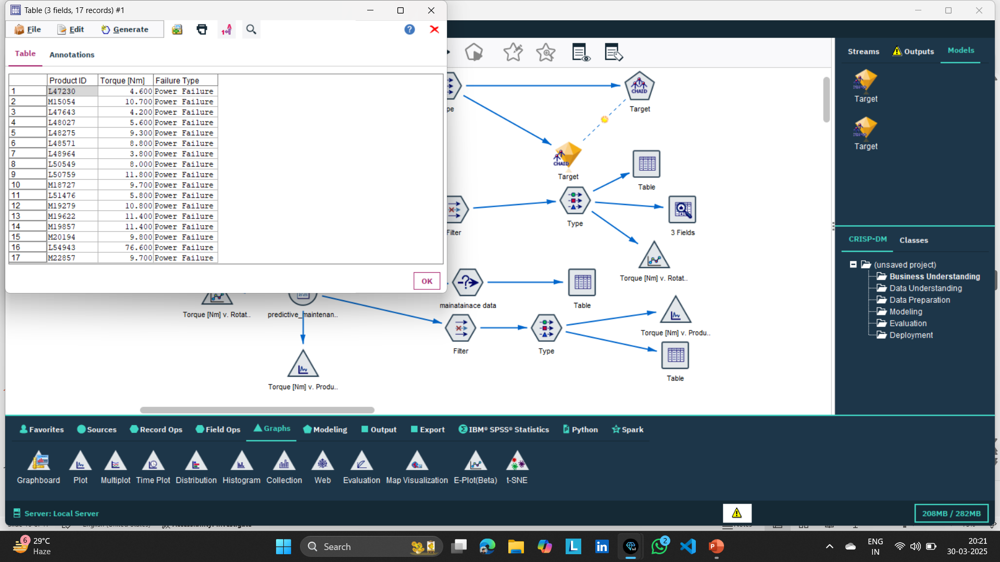 Table (3 fields, 17 records) #1
File Edit Generate
Table Annotations
Product ID Torque [Nm] Failure Type
1 L47230 4.600 Power Failure
2 M15054 10.700 Power Failure
3 L47643 4.200 Power Failure
4 L48027 5.600 Power Failure
5 L48275 9.300 Power Failure
6 L48571 8.800 Power Failure
7 L48964 3.800 Power Failure
8 L50549 8.000 Power Failure
9 L50759 11.800 Power Failure
10 M18727 9.700 Power Failure
11 L51476 5.800 Power Failure
12 M19279 10.800 Power Failure
13 M19622 11.400 Power Failure
14 M19857 11.400 Power Failure
15 M20194 9.800 Power Failure
16 L54943 76.600 Power Failure
17 M22857 9.700 Power Failure
OK
pe
CHAID
Target
CHAID
Target
Table
Filter
Type
3 Fields
Torque [Nm] v. Rotat..
Torque [Nm] v. Rotat..
predictive_maintenan..
mainatainace data
Table
Filter
Type
Torque [Nm] v. Produ..
Table
Torque [Nm] v. Produ..
Streams Outputs Models
Target
Target
CRISP-DM Classes
(unsaved project)
Business Understanding
Data Understanding
Data Preparation
Modeling
Evaluation
Deployment
Favorites Sources Record Ops Field Ops Graphs Modeling Output Export IBM® SPSS® Statistics Python Spark
Graphboard Plot Multiplot Time Plot Distribution Histogram Collection Web Evaluation Map Visualization E-Plot(Beta) t-SNE
Server: Local Server
208MB / 282MB
6
29°C
Haze
Search
2
ENG
IN
20:21
30-03-2025